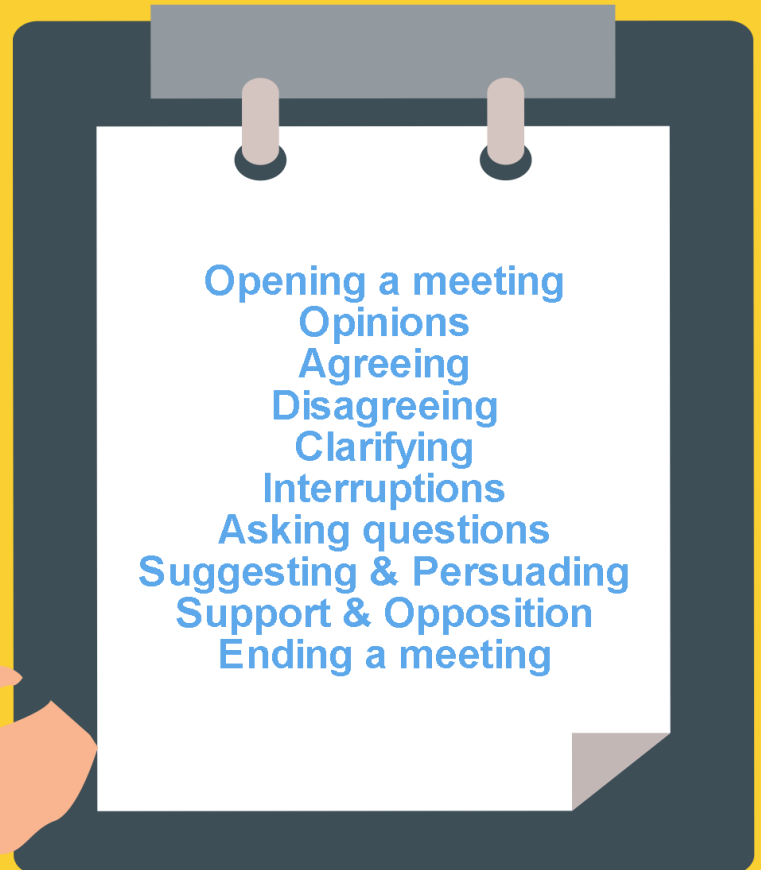 Opening a meeting
Opinions
Agreeing
Disagreeing
Clarifying
Interruptions
Asking questions
Suggesting & Persuading
Support & Opposition
Ending a meeting